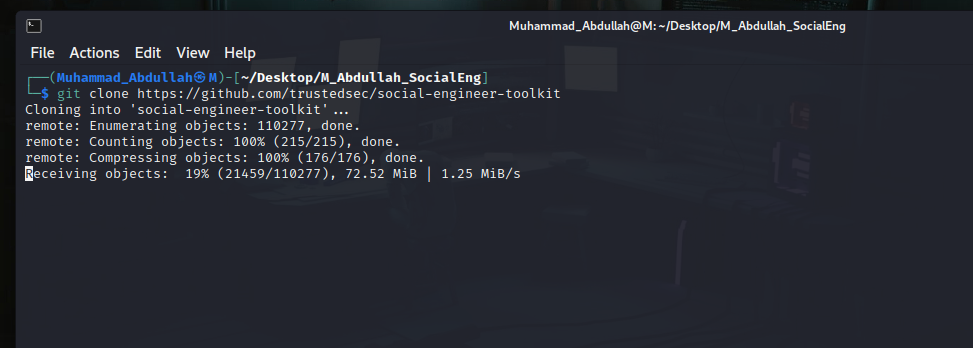 Muhammad_Abdullah@M: ~/Desktop/M_Abdullah_SocialEng
File Actions Edit View Help
┌──(Muhammad_Abdullah㉿M)-[~/Desktop/M_Abdullah_SocialEng]
└─$ git clone https://github.com/trustedsec/social-engineer-toolkit
Cloning into 'social-engineer-toolkit'...
remote: Enumerating objects: 110277, done.
remote: Counting objects: 100% (215/215), done.
remote: Compressing objects: 100% (176/176), done.
Receiving objects:  19% (21459/110277), 72.52 MiB | 1.25 MiB/s